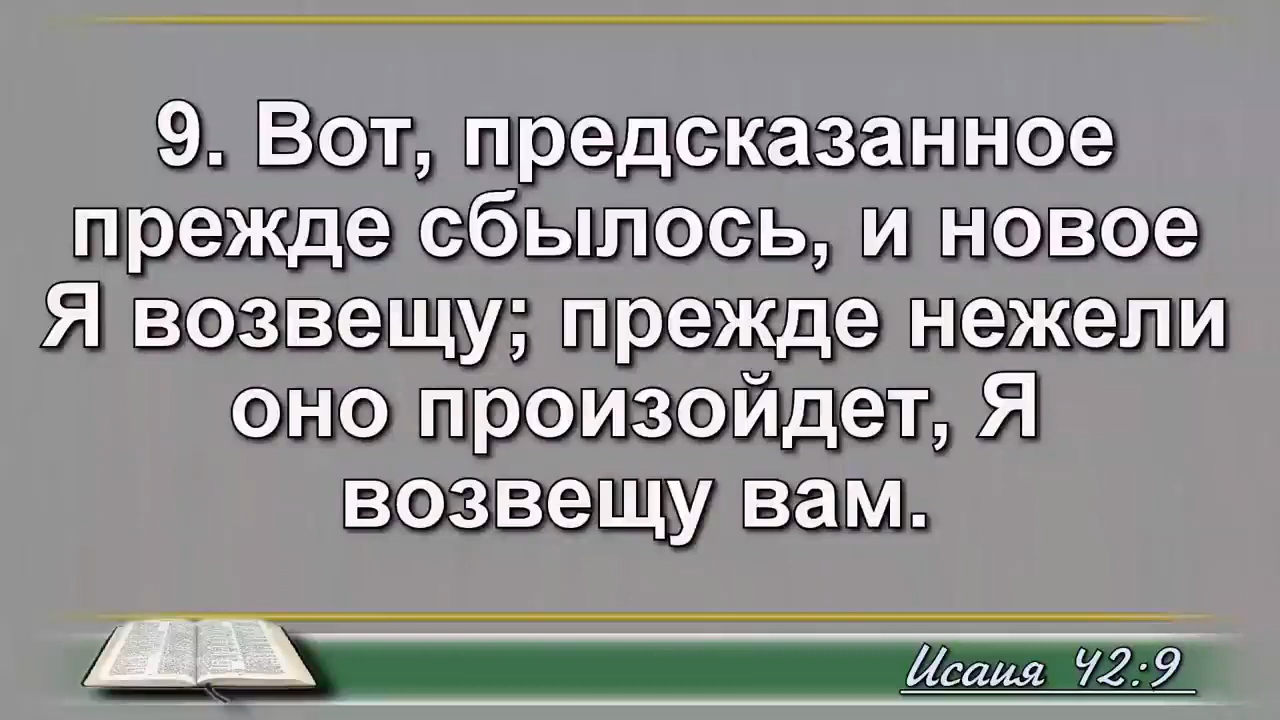 9. Вот, предсказанное
прежде сбылось, и новое
Я возвещу; прежде нежели
оно произойдет, Я
возвещу вам.
Исаия 42:9